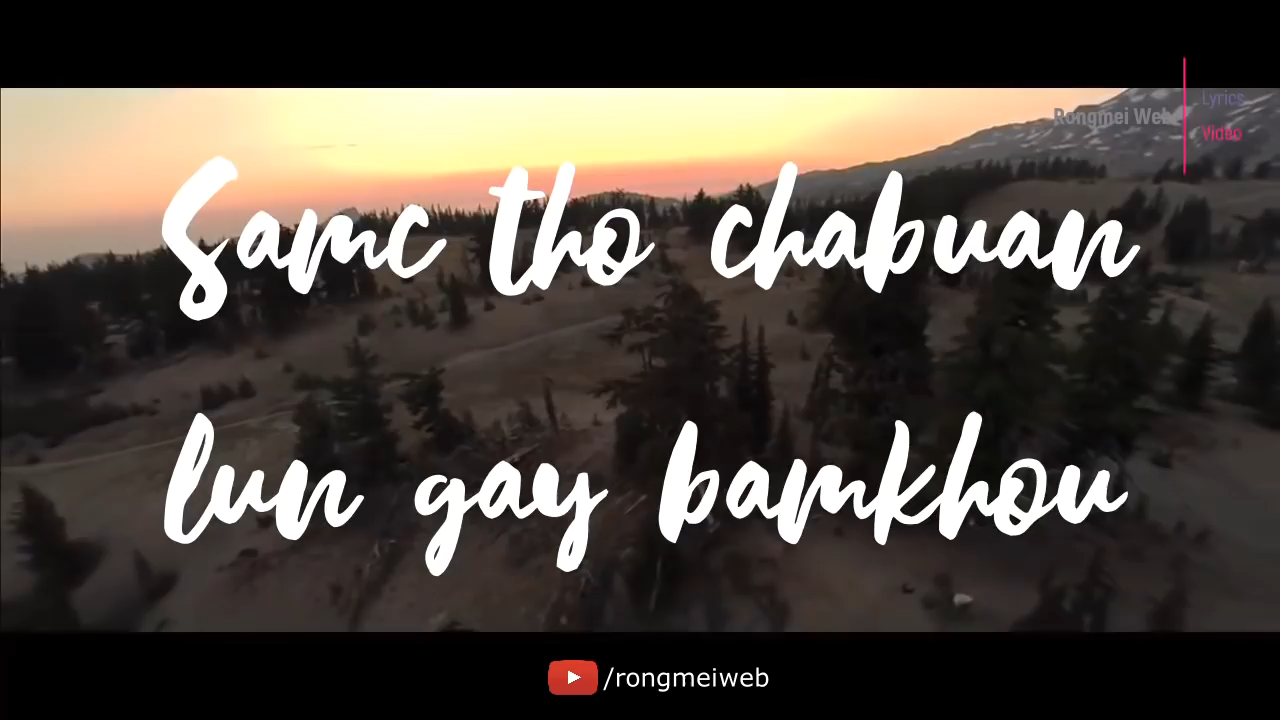 Rongmei Web
Lyrics
Video
Samc tho chabuan
lun gay bamkhou
/rongmeiweb